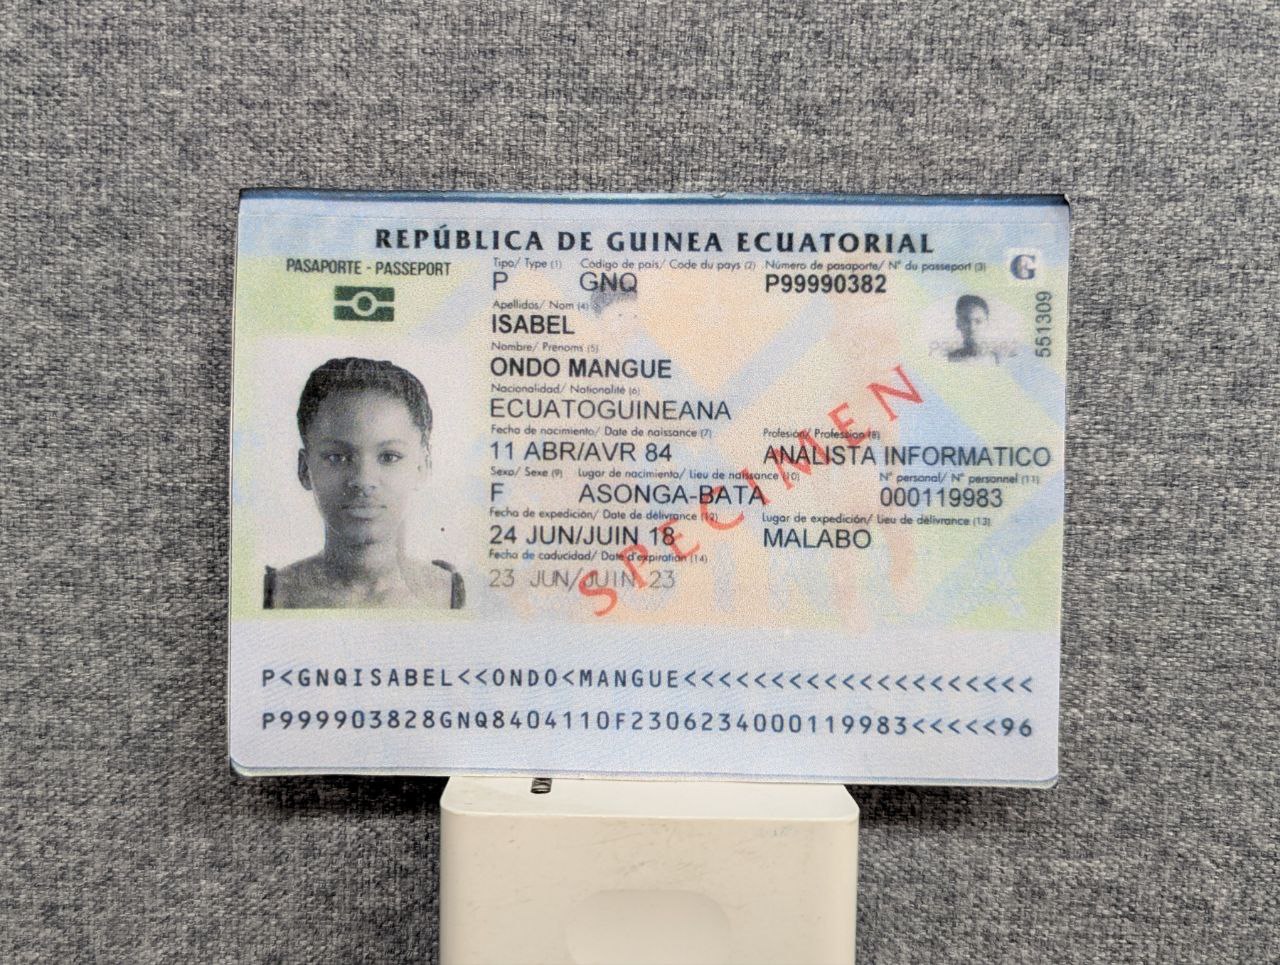 REPÚBLICA DE GUINEA ECUATORIAL
PASAPORTE - PASSEPORT
Tipo/ Type (1) Código de país/ Code du pays (2) Número de pasaporte/ N° du passeport (3)
P GNQ P99990382
G
551309
Apellidos/ Nom (4)
ISABEL
Nombre/ Prenoms (5)
ONDO MANGUE
Nacionalidad/ Nationalité (6)
ECUATOGUINEANA
Fecha de nacimiento/ Date de naissance (7) Profesión/ Profession (8)
11 ABR/AVR 84 ANALISTA INFORMATICO
Sexo/ Sexe (9) Lugar de nacimiento/ Lieu de naissance (10) N° personal/ N° personnel (11)
F ASONGA-BATA 000119983
Fecha de expedición/ Date de délivrance (12) Lugar de expedición/ Lieu de délivrance (13)
24 JUN/JUIN 18 MALABO
Fecha de caducidad/ Date d'expiration (14)
23 JUN/JUIN 23
SPECIMEN
P<GNQISABEL<<ONDO<MANGUE<<<<<<<<<<<<<<<<<<<<
P999903828GNQ8404110F2306234000119983<<<<<96